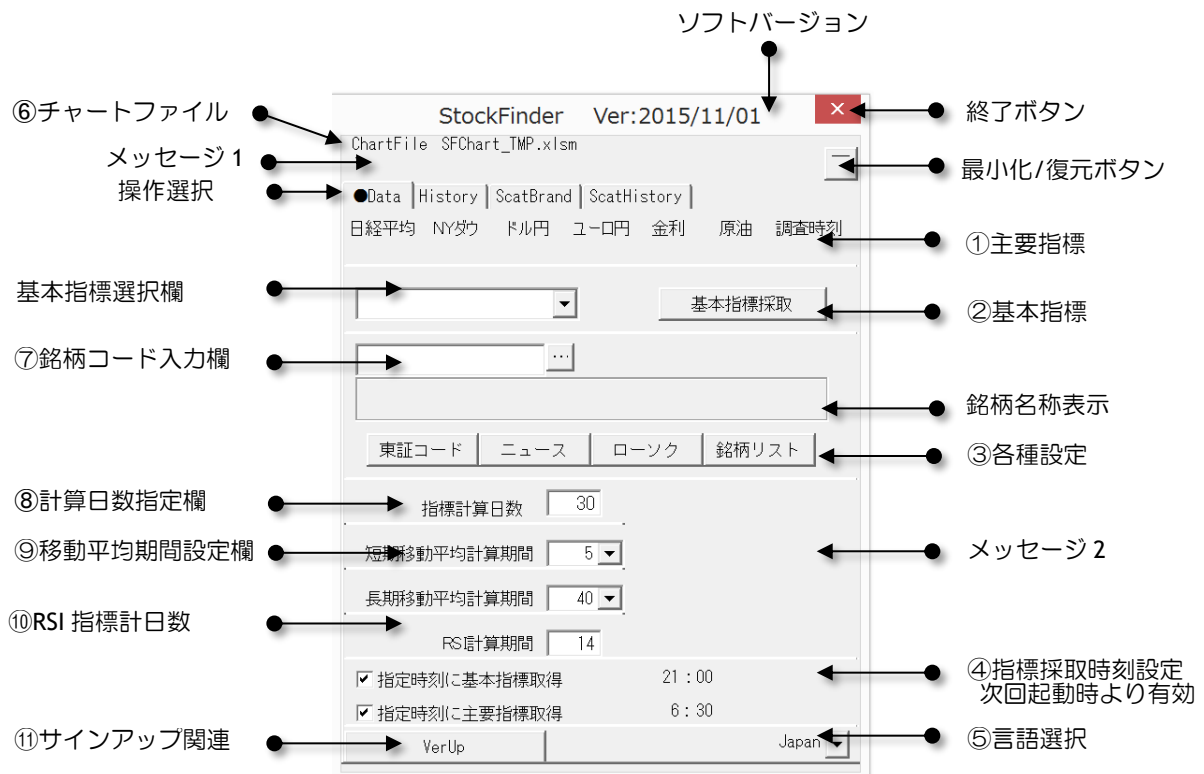 ソフトバージョン
⑥チャートファイル
StockFinder Ver:2015/11/01
×
終了ボタン
ChartFile SFChart_TMP.xlsm
メッセージ 1
最小化/復元ボタン
操作選択
●Data History ScatBrand ScatHistory
日経平均 NYダウ ドル円 ユーロ円 金利 原油 調査時刻
①主要指標
基本指標選択欄
基本指標採取
②基本指標
⑦銘柄コード入力欄
...
銘柄名称表示
東証コード ニュース ローソク 銘柄リスト
③各種設定
⑧計算日数指定欄
指標計算日数 30
⑨移動平均期間設定欄
短期移動平均計算期間 5
メッセージ 2
長期移動平均計算期間 40
⑩RSI 指標計日数
RSI計算期間 14
指定時刻に基本指標取得 21：00
④指標採取時刻設定
次回起動時より有効
指定時刻に主要指標取得 6：30
⑪サインアップ関連
VerUp
Japan
⑤言語選択